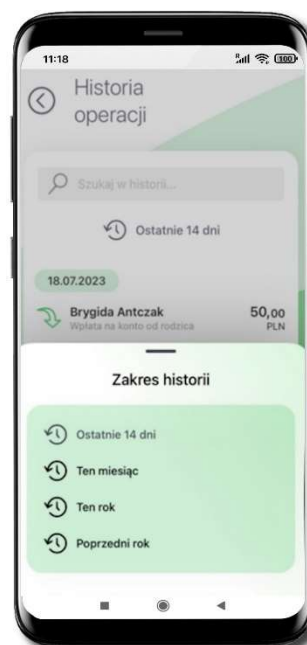 11:18
100
Historia
operacji
Szukaj w historii...
Ostatnie 14 dni
18.07.2023
Brygida Antczak 50,00
Wpłata na konto od rodzica PLN
Zakres historii
Ostatnie 14 dni
Ten miesiąc
Ten rok
Poprzedni rok